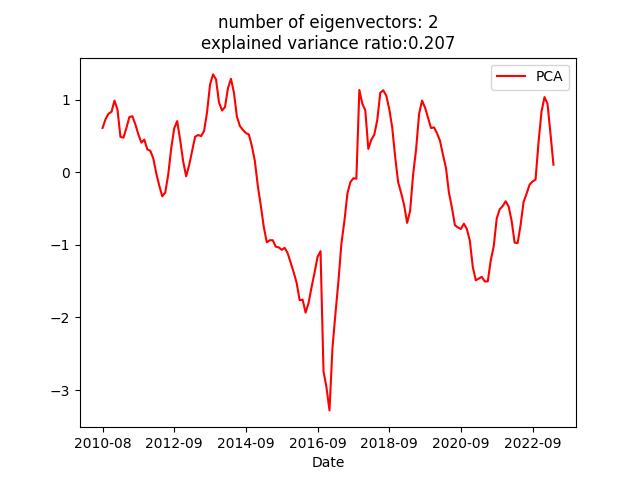 number of eigenvectors: 2
explained variance ratio:0.207
PCA
1
0
−1
−2
−3
2010-08 2012-09 2014-09 2016-09 2018-09 2020-09 2022-09
Date